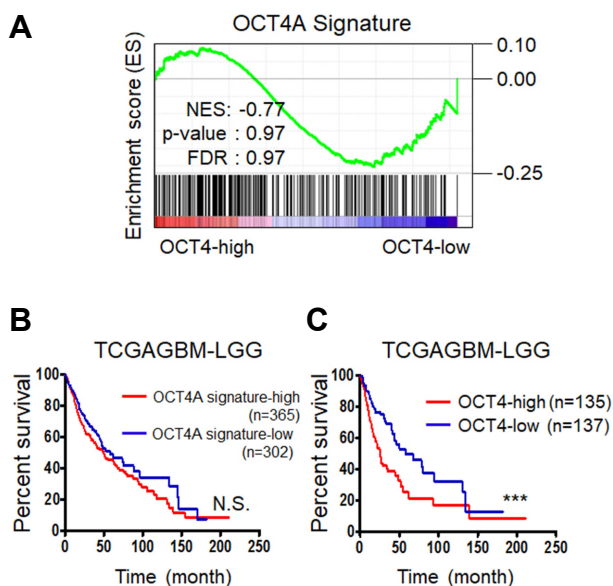 A
OCT4A Signature
Enrichment score (ES)
0.10
0.00
-0.25
NES: -0.77
p-value : 0.97
FDR : 0.97
OCT4-high
OCT4-low
B
TCGAGBM-LGG
Percent survival
100
80
60
40
20
0
OCT4A signature-high
(n=365)
OCT4A signature-low
(n=302)
N.S.
0 50 100 150 200 250
Time (month)
C
TCGAGBM-LGG
Percent survival
100
80
60
40
20
0
OCT4-high (n=135)
OCT4-low (n=137)
***
0 50 100 150 200 250
Time (month)